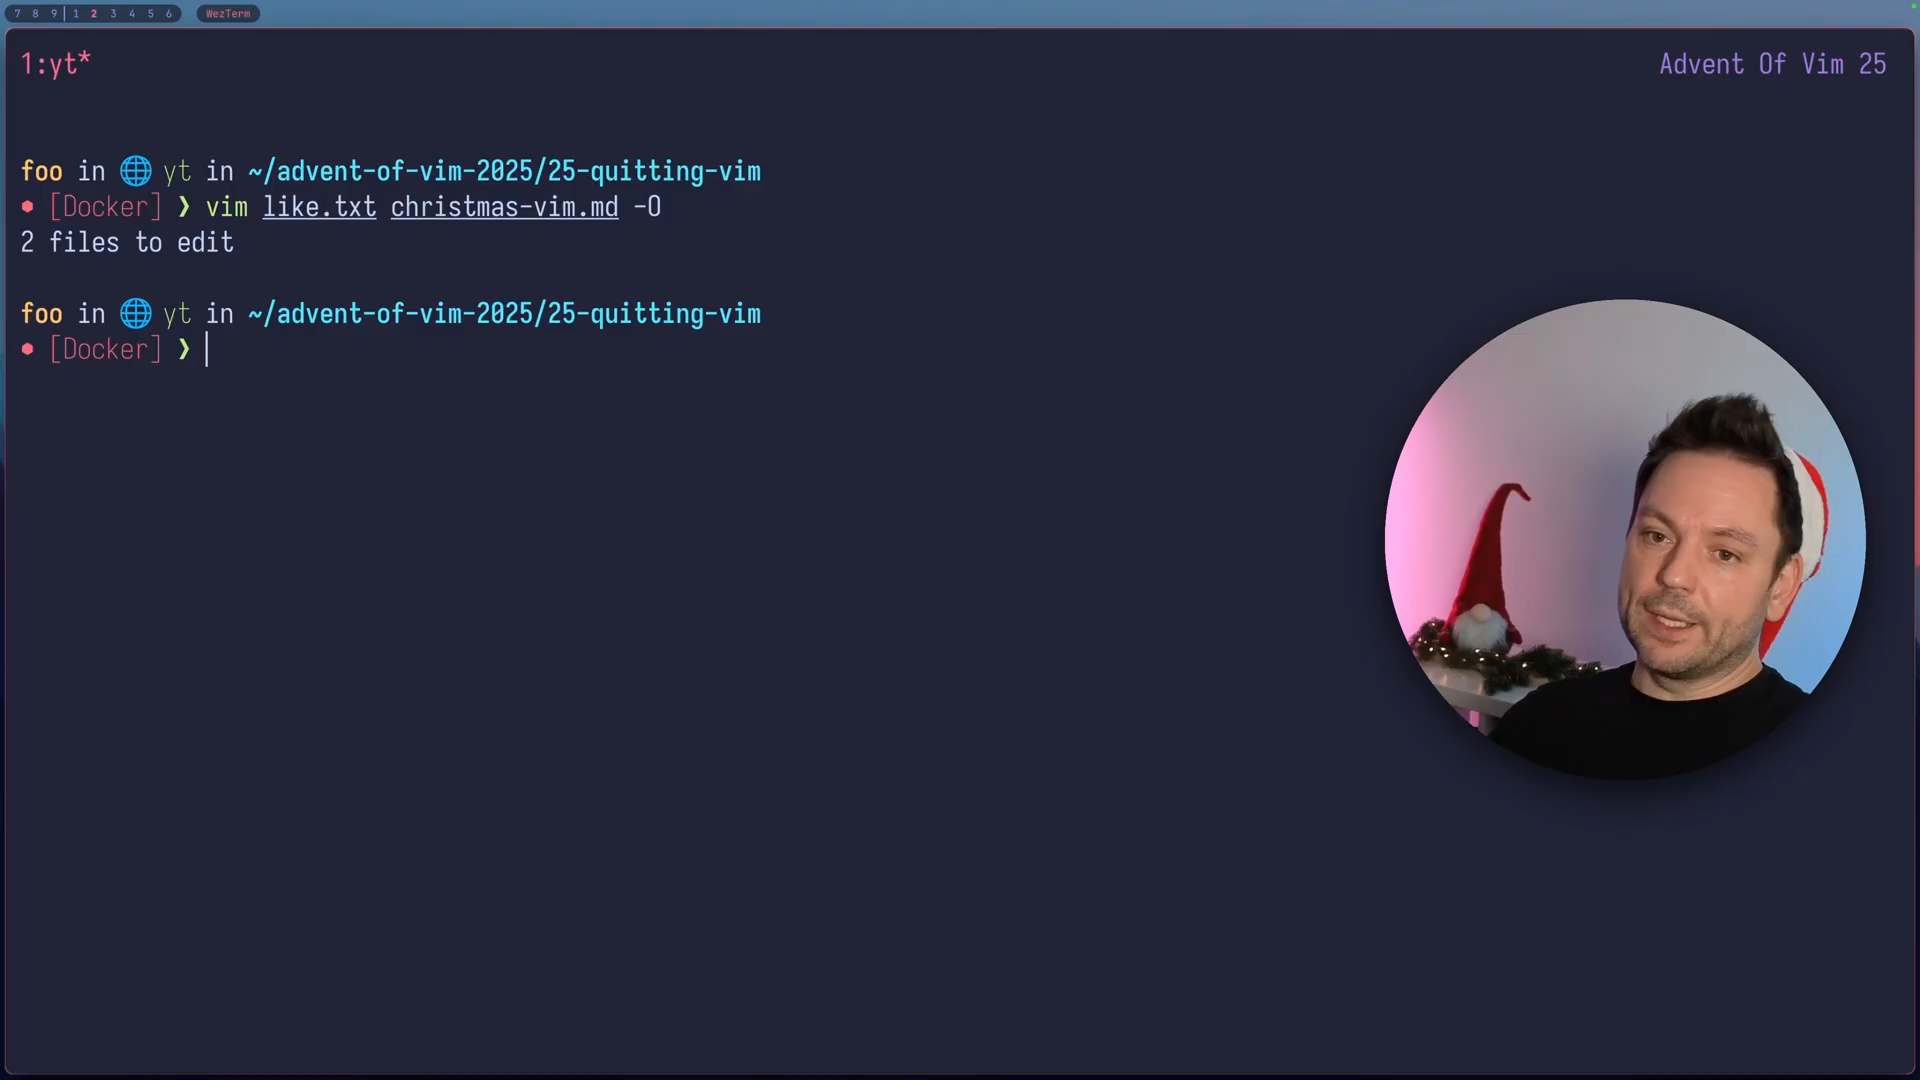 7 8 9 1 2 3 4 5 6 WezTerm
1:yt* Advent Of Vim 25
foo in 🌐 yt in ~/advent-of-vim-2025/25-quitting-vim
• [Docker] ❯ vim like.txt christmas-vim.md -O
2 files to edit
foo in 🌐 yt in ~/advent-of-vim-2025/25-quitting-vim
• [Docker] ❯